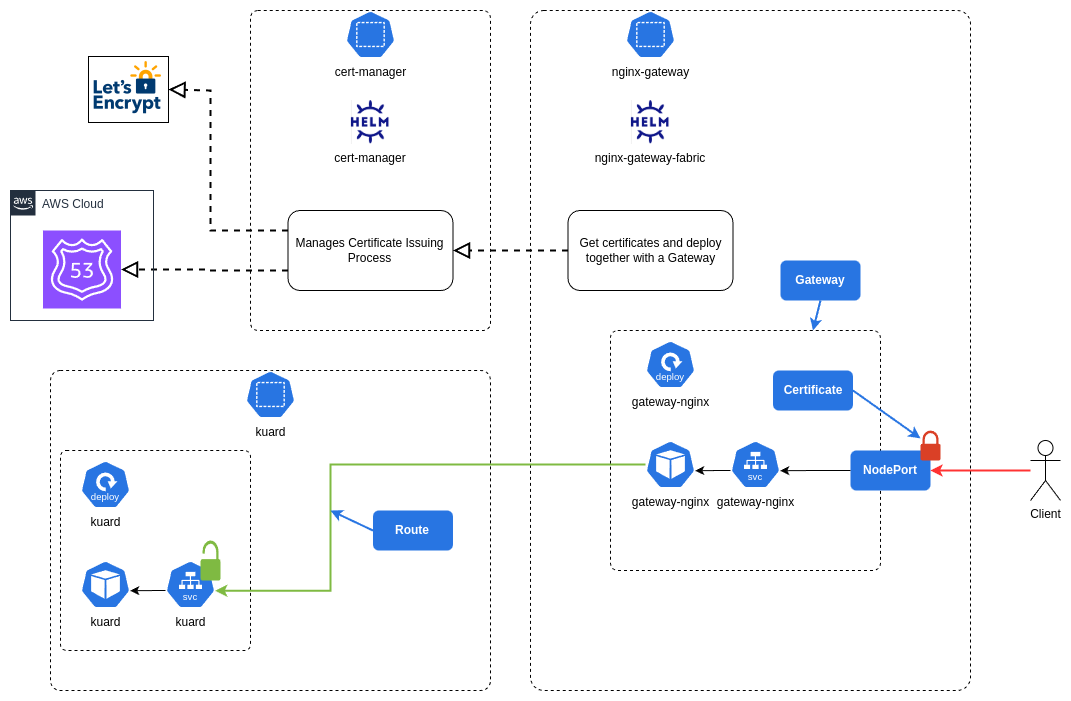 cert-manager
HELM
cert-manager
nginx-gateway
HELM
nginx-gateway-fabric
Let's
Encrypt
aws
AWS Cloud
53
Manages Certificate Issuing
Process
Get certificates and deploy
together with a Gateway
Gateway
deploy
gateway-nginx
Certificate
gateway-nginx
svc
gateway-nginx
NodePort
Client
kuard
deploy
kuard
Route
kuard
svc
kuard